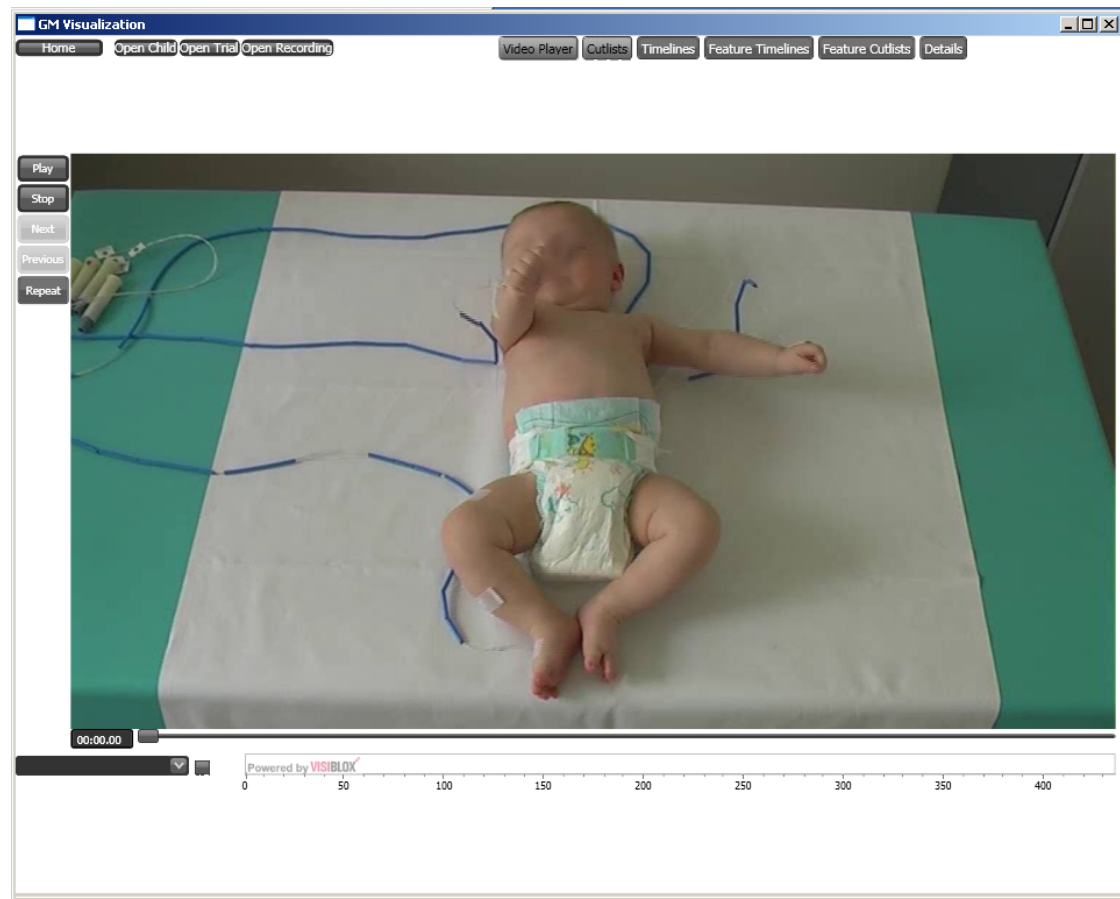 GM Visualization
Home Open Child Open Trial Open Recording Video Player Cutlists Timelines Feature Timelines Feature Cutlists Details
Play
Stop
Next
Previous
Repeat
00:00.00
Powered by VISIBLOX
0 50 100 150 200 250 300 350 400